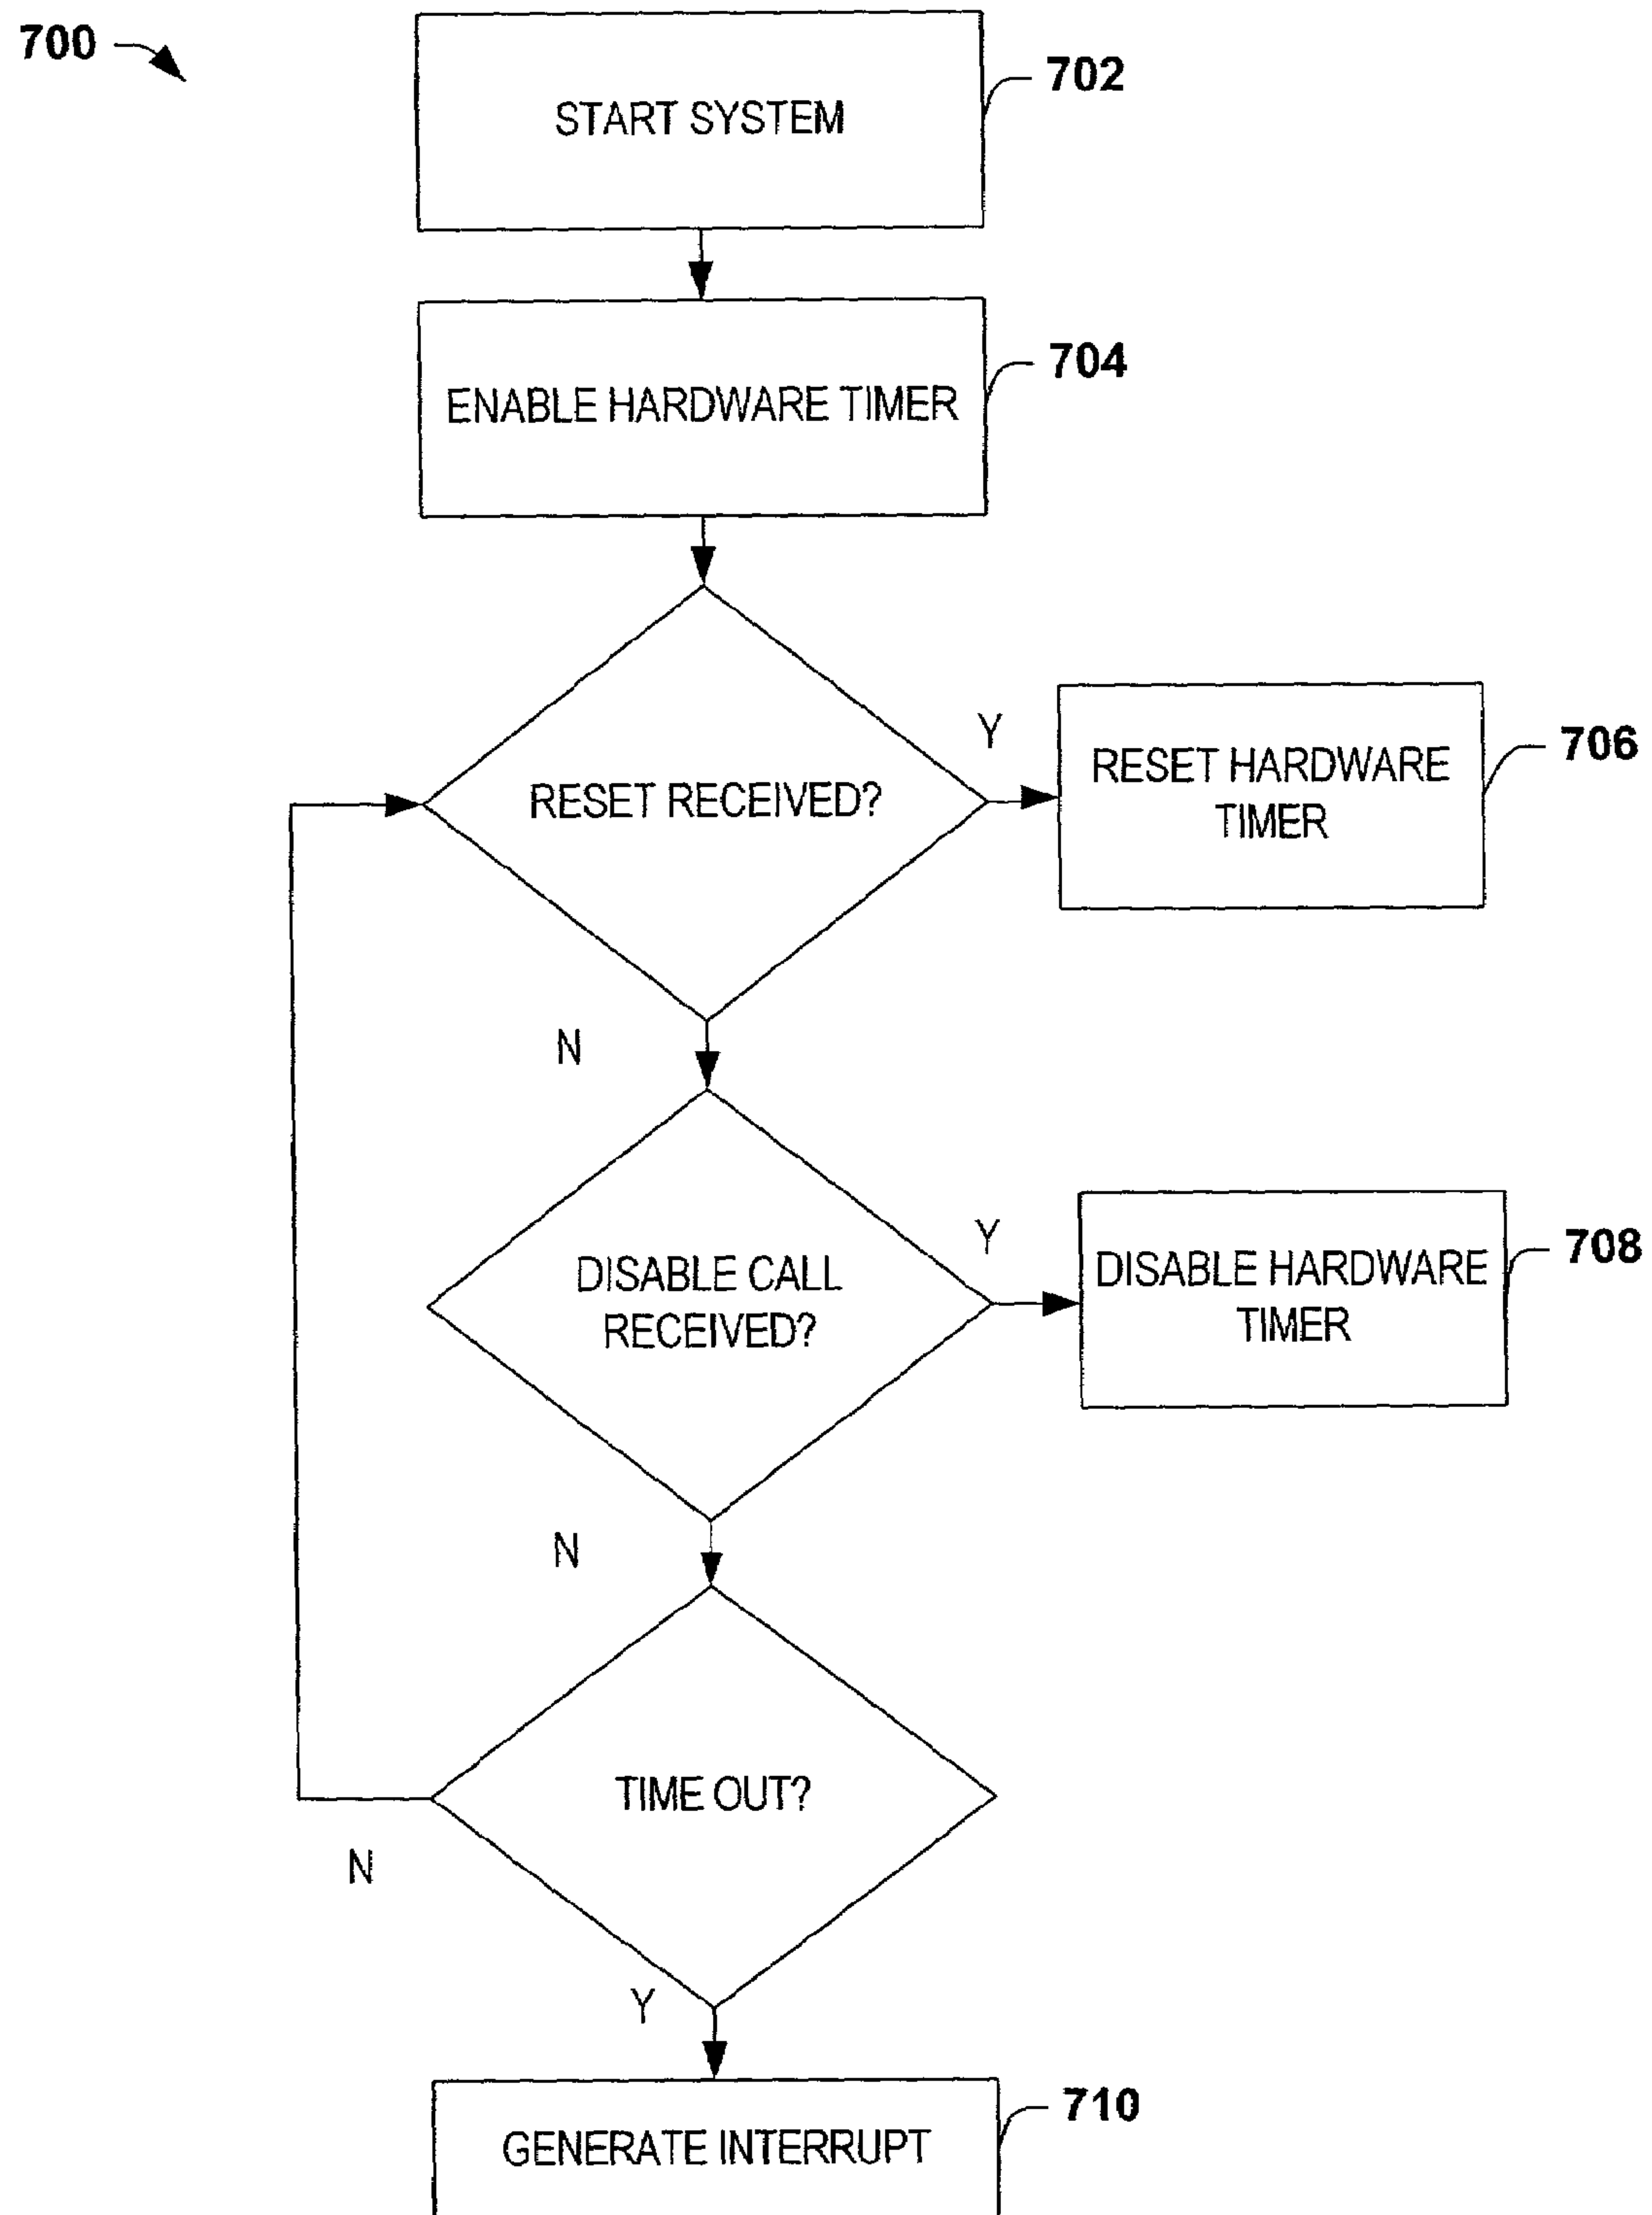 700
702
START SYSTEM
704
ENABLE HARDWARE TIMER
Y
706
RESET HARDWARE
TIMER
RESET RECEIVED?
N
Y
708
DISABLE HARDWARE
TIMER
DISABLE CALL
RECEIVED?
N
TIME OUT?
N
Y
710
GENERATE INTERRUPT